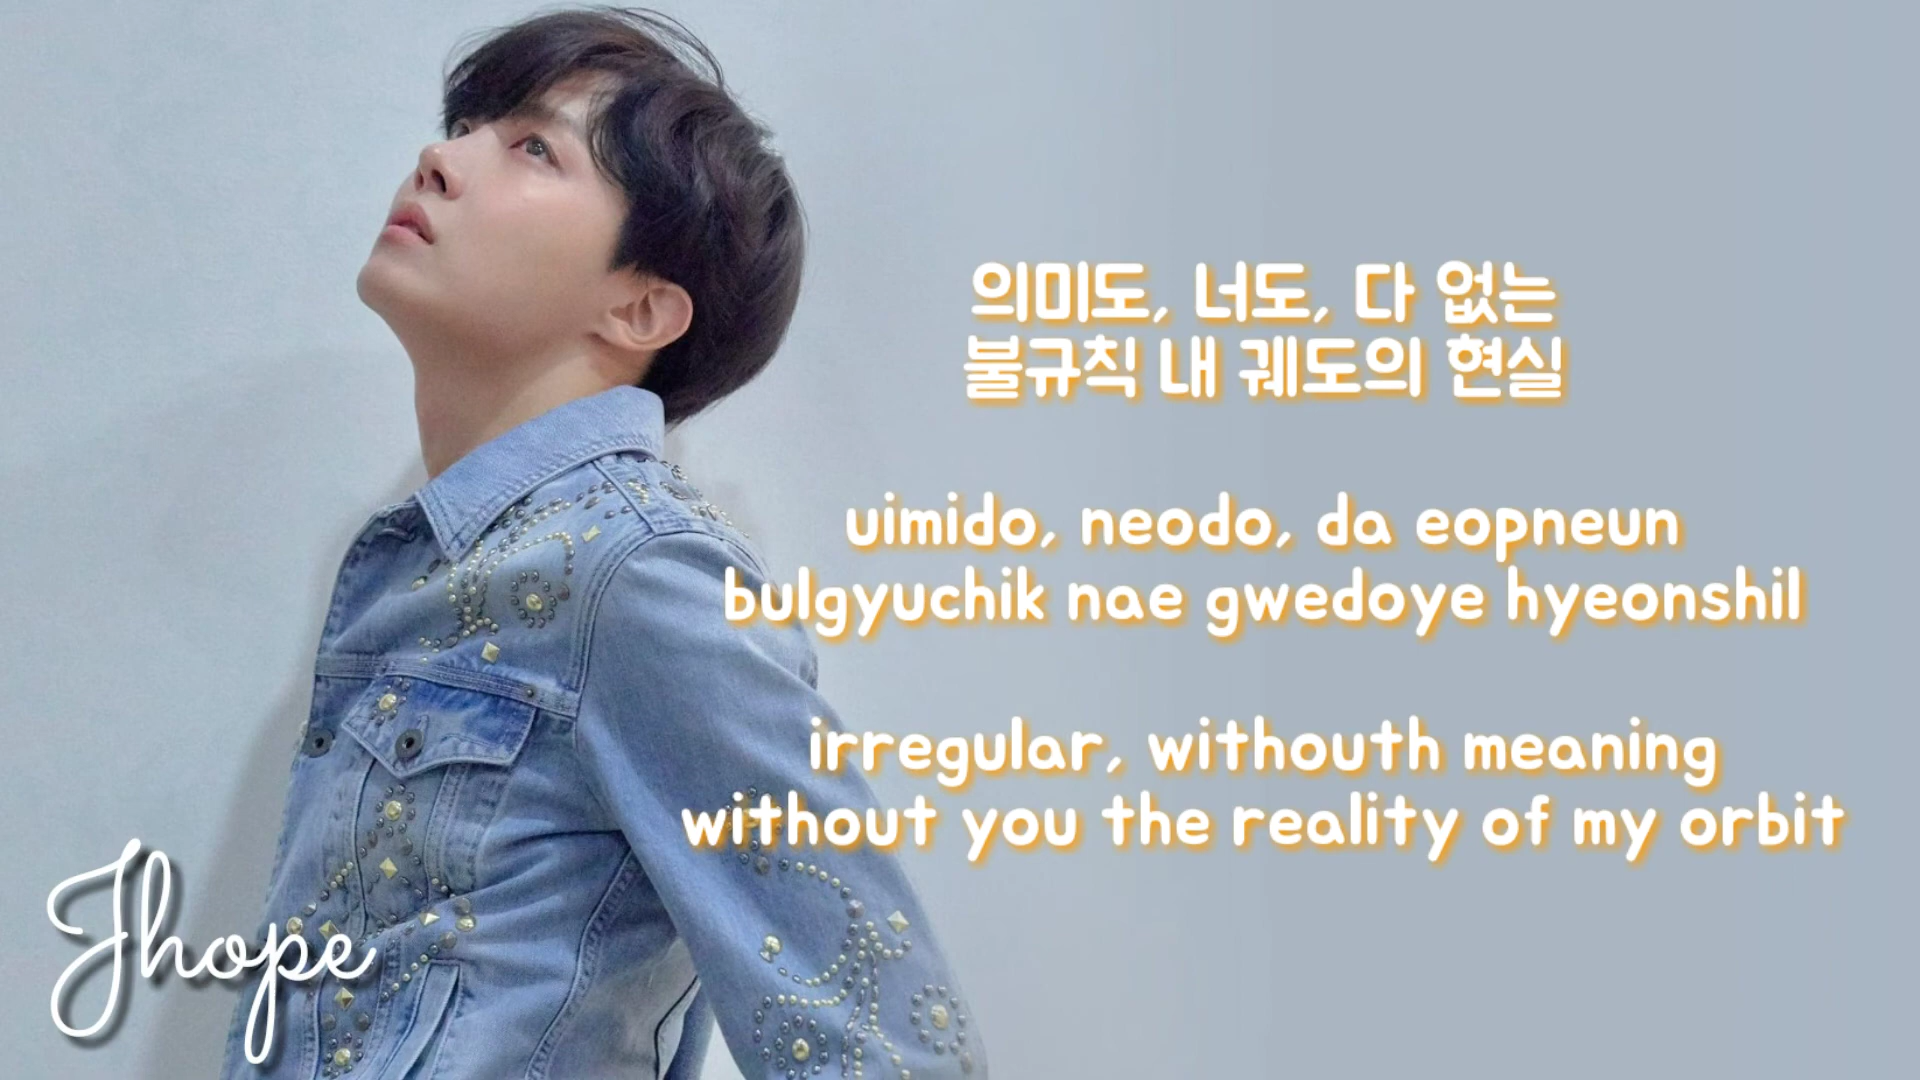 의미도, 너도, 다 없는
불규칙 내 궤도의 현실
uimido, neodo, da eopneun
bulgyuchik nae gwedoye hyeonshil
irregular, withouth meaning
without you the reality of my orbit
Jhope